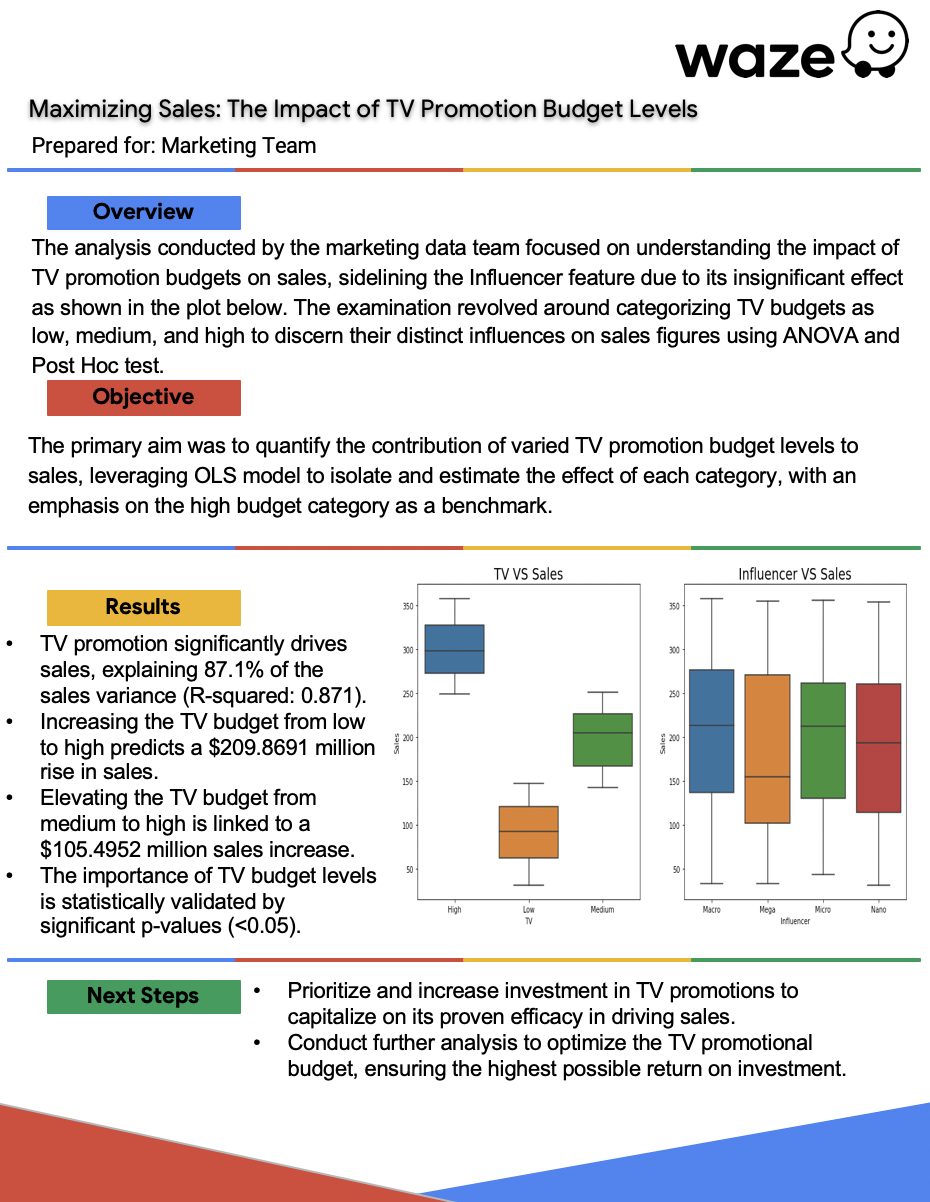 waze
Maximizing Sales: The Impact of TV Promotion Budget Levels
Prepared for: Marketing Team
Overview
The analysis conducted by the marketing data team focused on understanding the impact of
TV promotion budgets on sales, sidelining the Influencer feature due to its insignificant effect
as shown in the plot below. The examination revolved around categorizing TV budgets as
low, medium, and high to discern their distinct influences on sales figures using ANOVA and
Post Hoc test.
Objective
The primary aim was to quantify the contribution of varied TV promotion budget levels to
sales, leveraging OLS model to isolate and estimate the effect of each category, with an
emphasis on the high budget category as a benchmark.
Results
• TV promotion significantly drives
sales, explaining 87.1% of the
sales variance (R-squared: 0.871).
• Increasing the TV budget from low
to high predicts a $209.8691 million
rise in sales.
• Elevating the TV budget from
medium to high is linked to a
$105.4952 million sales increase.
• The importance of TV budget levels
is statistically validated by
significant p-values (<0.05).
TV VS Sales
350
300
250
200
150
100
50
Sales
High Low Medium
TV
Influencer VS Sales
350
300
250
200
150
100
50
Sales
Macro Mega Micro Nano
Influencer
Next Steps
• Prioritize and increase investment in TV promotions to
capitalize on its proven efficacy in driving sales.
• Conduct further analysis to optimize the TV promotional
budget, ensuring the highest possible return on investment.